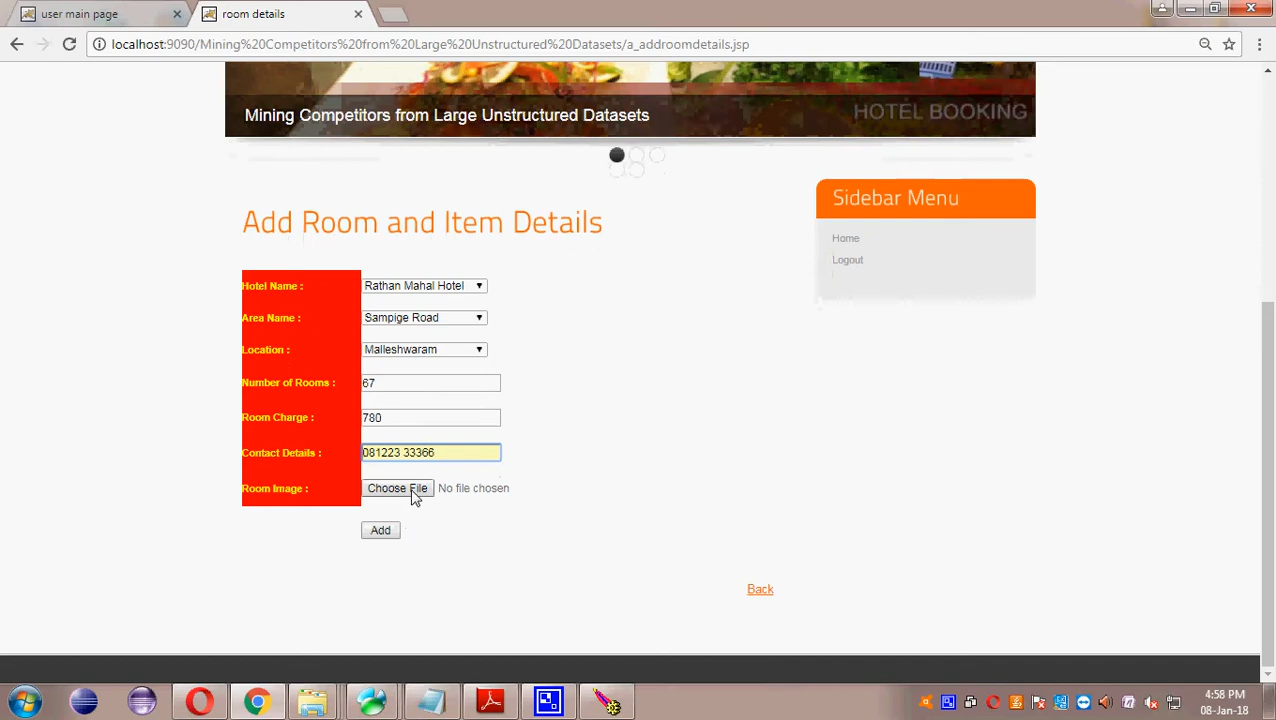 user main page
room details
localhost:9090/Mining%20Competitors%20from%20Large%20Unstructured%20Datasets/a_addroomdetails.jsp
Mining Competitors from Large Unstructured Datasets
HOTEL BOOKING
Sidebar Menu
Home
Logout
Add Room and Item Details
Hotel Name : Rathan Mahal Hotel
Area Name : Sampige Road
Location : Malleshwaram
Number of Rooms : 67
Room Charge : 780
Contact Details : 081223 33366
Room Image : Choose File No file chosen
Add
Back
4:58 PM
08-Jan-18